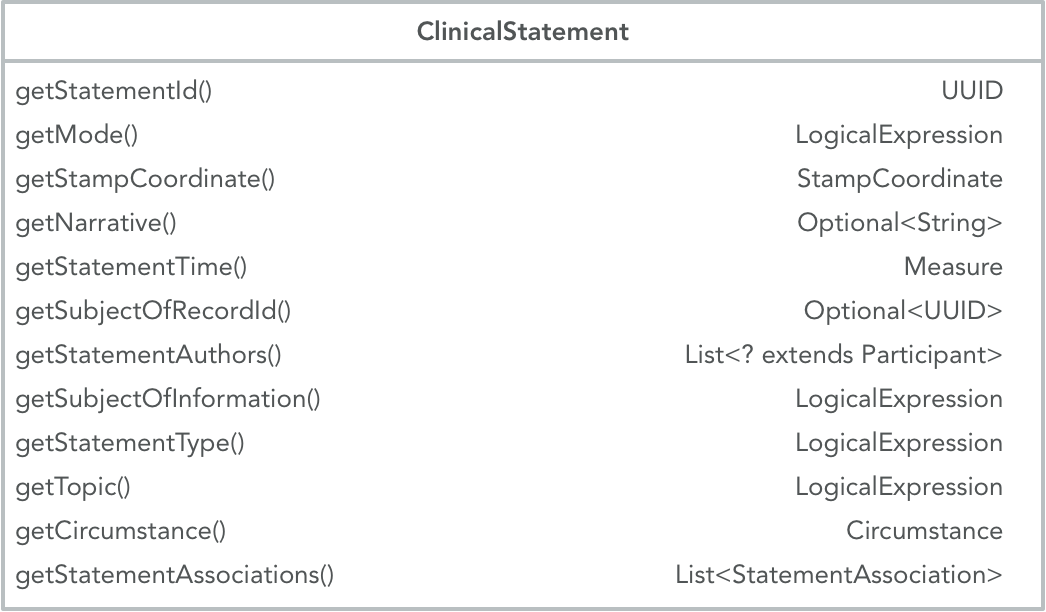 ClinicalStatement
getStatementId() UUID
getMode() LogicalExpression
getStampCoordinate() StampCoordinate
getNarrative() Optional<String>
getStatementTime() Measure
getSubjectOfRecordId() Optional<UUID>
getStatementAuthors() List<? extends Participant>
getSubjectOfInformation() LogicalExpression
getStatementType() LogicalExpression
getTopic() LogicalExpression
getCircumstance() Circumstance
getStatementAssociations() List<StatementAssociation>